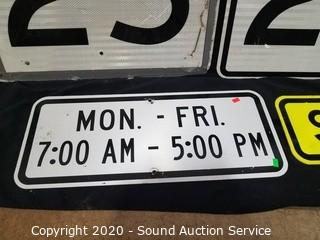 MON. - FRI.
7:00 AM - 5:00 PM
Copyright 2020 - Sound Auction Service